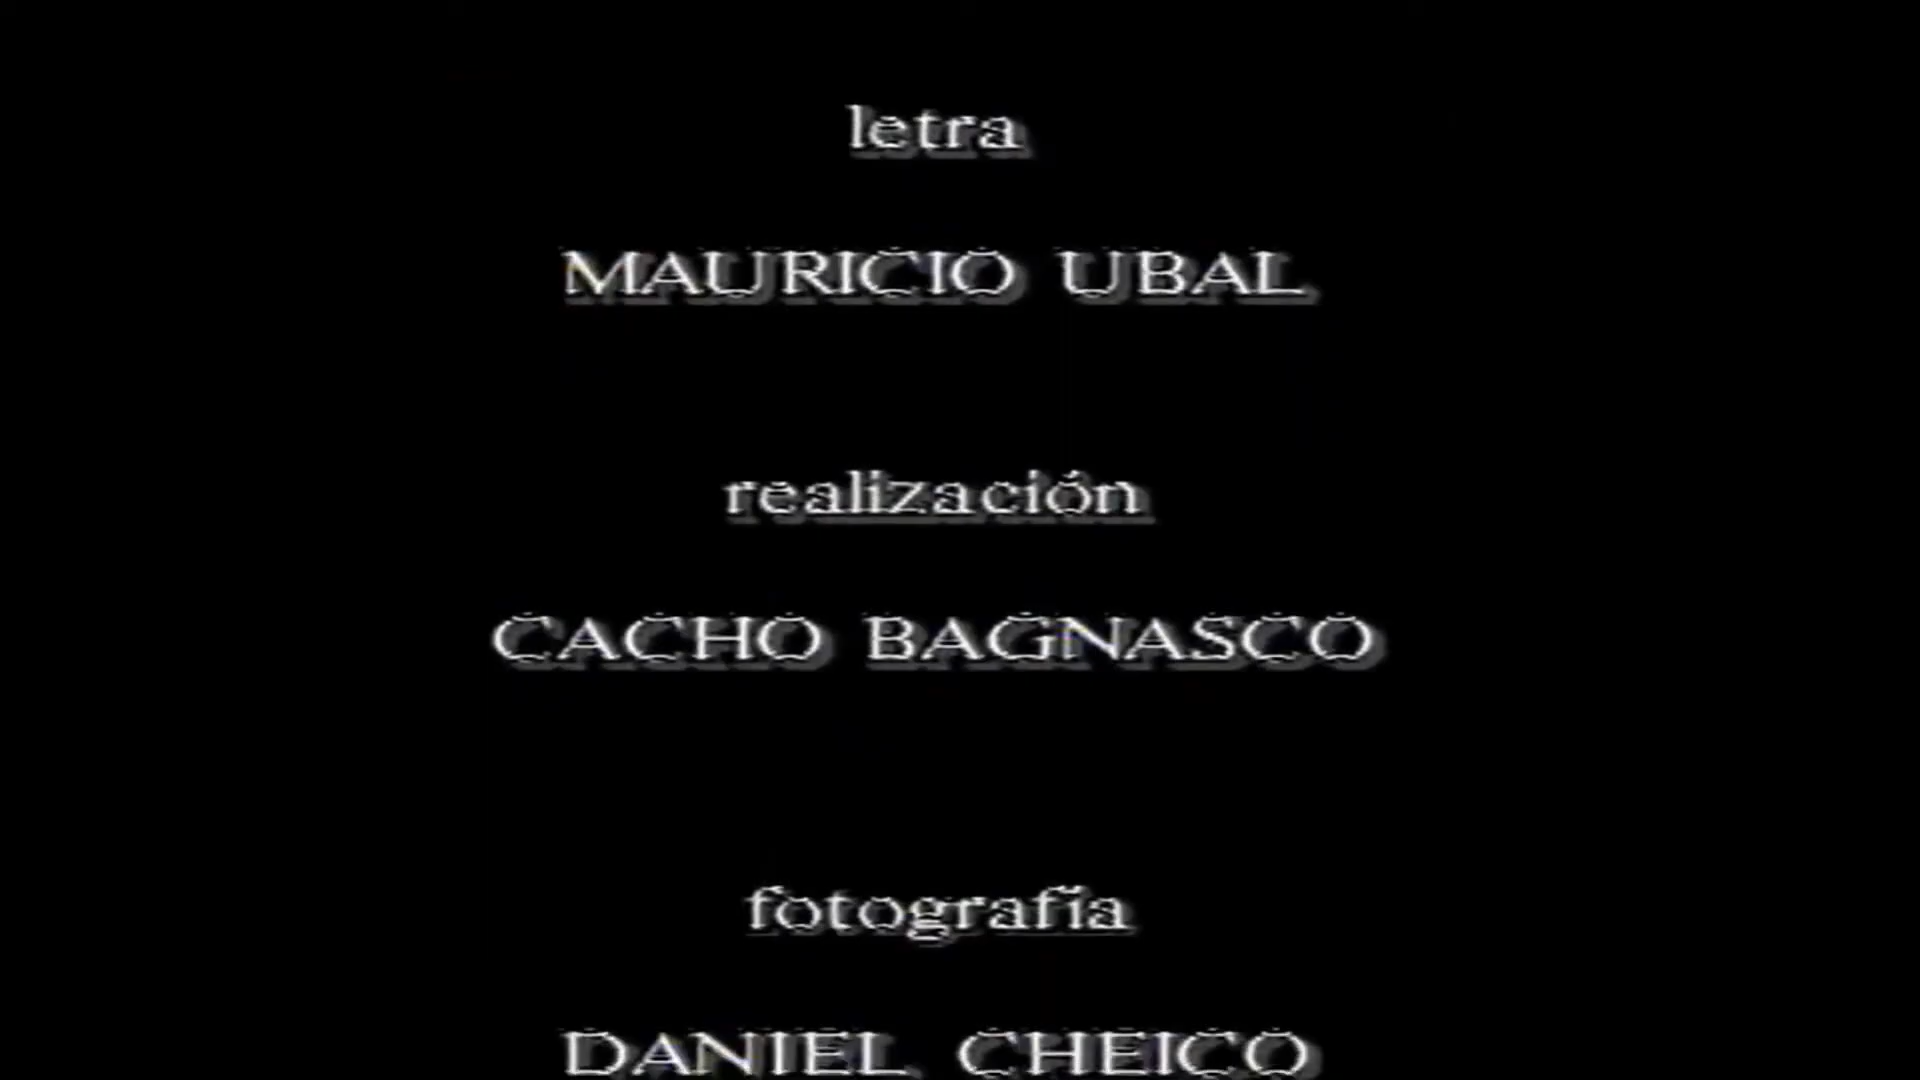 letra
MAURICIO UBAL
realización
CACHO BAGNASCO
fotografía
DANIEL CHEICO